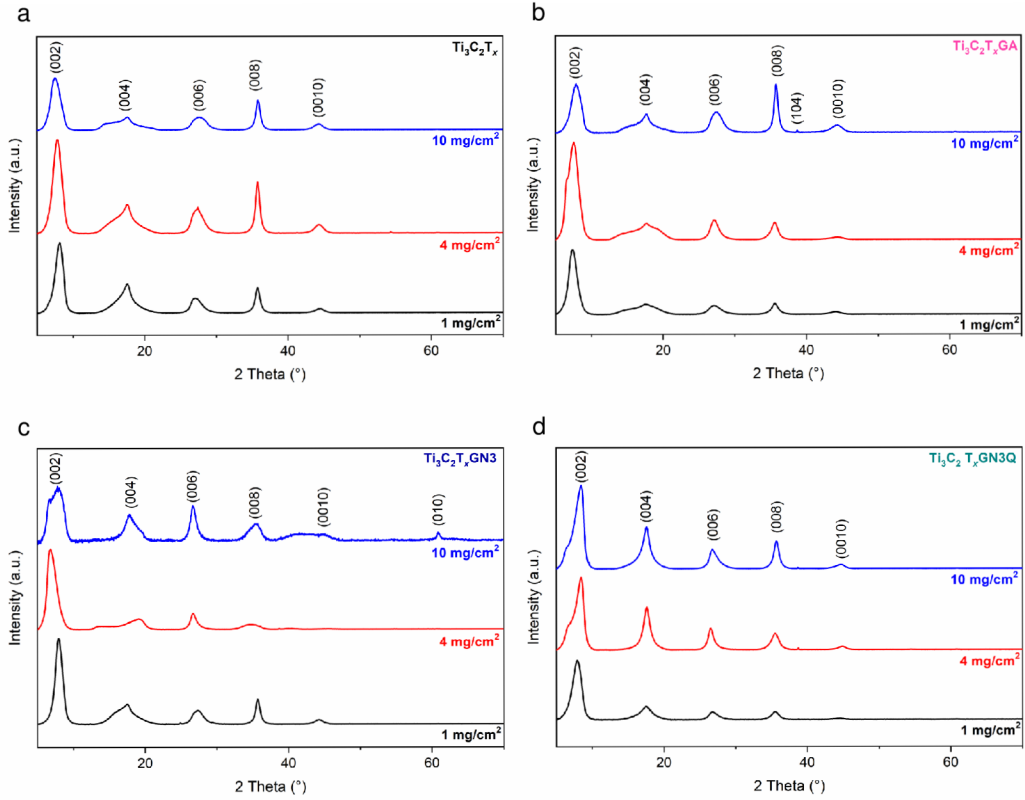 a
Ti₃C₂Tₓ
(002)
(004)
(006)
(008)
(0010)
10 mg/cm²
4 mg/cm²
1 mg/cm²
Intensity (a.u.)
20
40
60
2 Theta (°)
b
Ti₃C₂TₓGA
(002)
(004)
(006)
(008)
(104)
(0010)
10 mg/cm²
4 mg/cm²
1 mg/cm²
Intensity (a.u.)
20
40
60
2 Theta (°)
c
Ti₃C₂TₓGN3
(002)
(004)
(006)
(008)
(0010)
(010)
10 mg/cm²
4 mg/cm²
1 mg/cm²
Intensity (a.u.)
20
40
60
2 Theta (°)
d
Ti₃C₂ TₓGN3Q
(002)
(004)
(006)
(008)
(0010)
10 mg/cm²
4 mg/cm²
1 mg/cm²
Intensity (a.u.)
20
40
60
2 Theta (°)